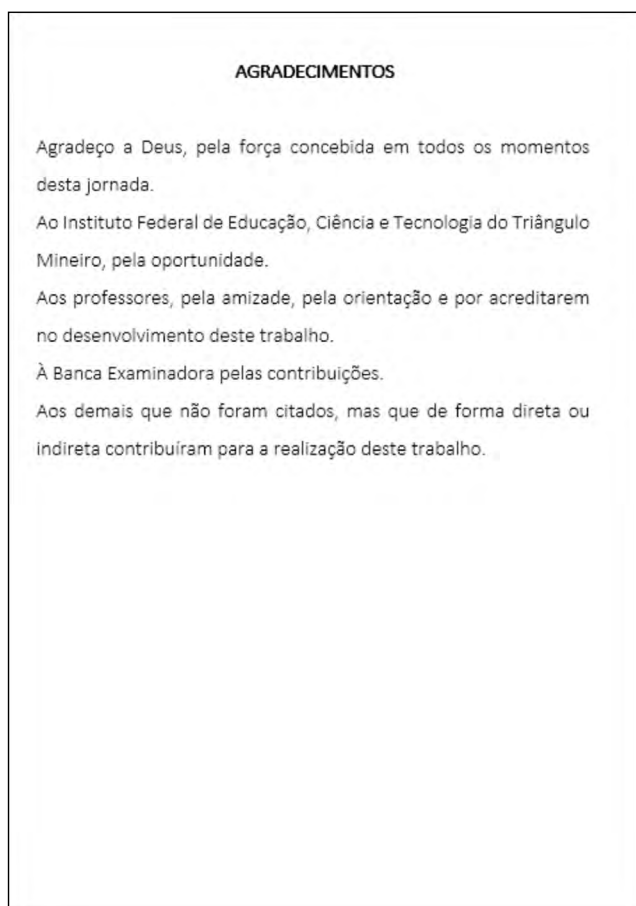 AGRADECIMENTOS
Agradeço a Deus, pela força concebida em todos os momentos
desta jornada.
Ao Instituto Federal de Educação, Ciência e Tecnologia do Triângulo
Mineiro, pela oportunidade.
Aos professores, pela amizade, pela orientação e por acreditarem
no desenvolvimento deste trabalho.
À Banca Examinadora pelas contribuições.
Aos demais que não foram citados, mas que de forma direta ou
indireta contribuíram para a realização deste trabalho.